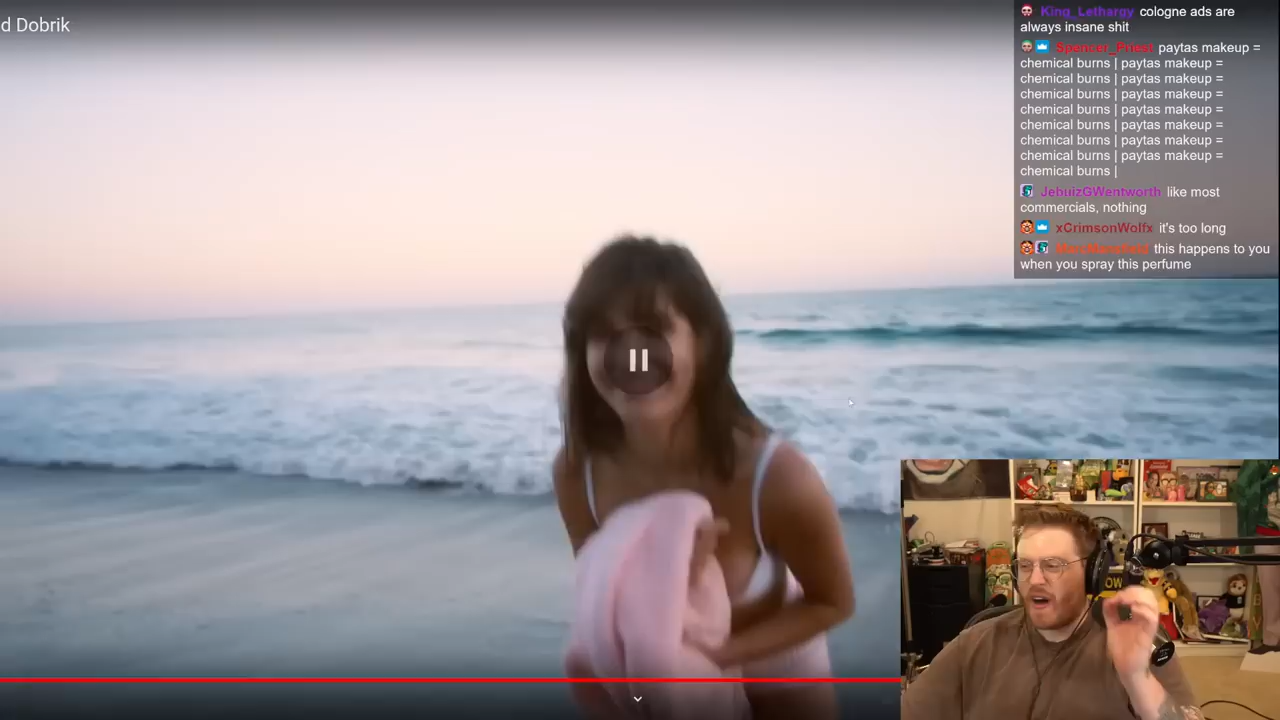 d Dobrik
King_Lethargy cologne ads are
always insane shit
Spencer_Priest paytas makeup =
chemical burns | paytas makeup =
chemical burns | paytas makeup =
chemical burns | paytas makeup =
chemical burns | paytas makeup =
chemical burns | paytas makeup =
chemical burns | paytas makeup =
chemical burns | paytas makeup =
chemical burns |
JebuizGWentworth like most
commercials, nothing
xCrimsonWolfx it's too long
this happens to you
when you spray this perfume
OW